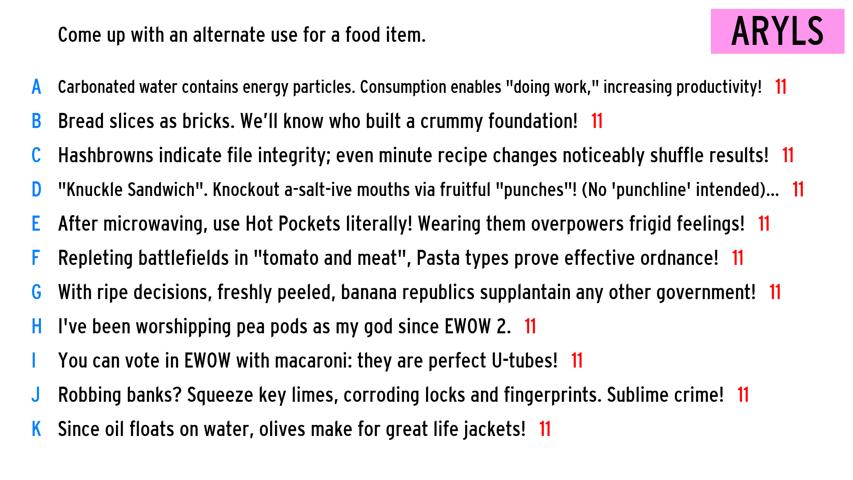 Come up with an alternate use for a food item.
ARYLS
A Carbonated water contains energy particles. Consumption enables "doing work," increasing productivity! 11
B Bread slices as bricks. We'll know who built a crummy foundation! 11
C Hashbrowns indicate file integrity; even minute recipe changes noticeably shuffle results! 11
D "Knuckle Sandwich". Knockout a-salt-ive mouths via fruitful "punches"! (No 'punchline' intended)... 11
E After microwaving, use Hot Pockets literally! Wearing them overpowers frigid feelings! 11
F Repleting battlefields in "tomato and meat", Pasta types prove effective ordnance! 11
G With ripe decisions, freshly peeled, banana republics supplantain any other government! 11
H I've been worshipping pea pods as my god since EWOW 2. 11
I You can vote in EWOW with macaroni: they are perfect U-tubes! 11
J Robbing banks? Squeeze key limes, corroding locks and fingerprints. Sublime crime! 11
K Since oil floats on water, olives make for great life jackets! 11